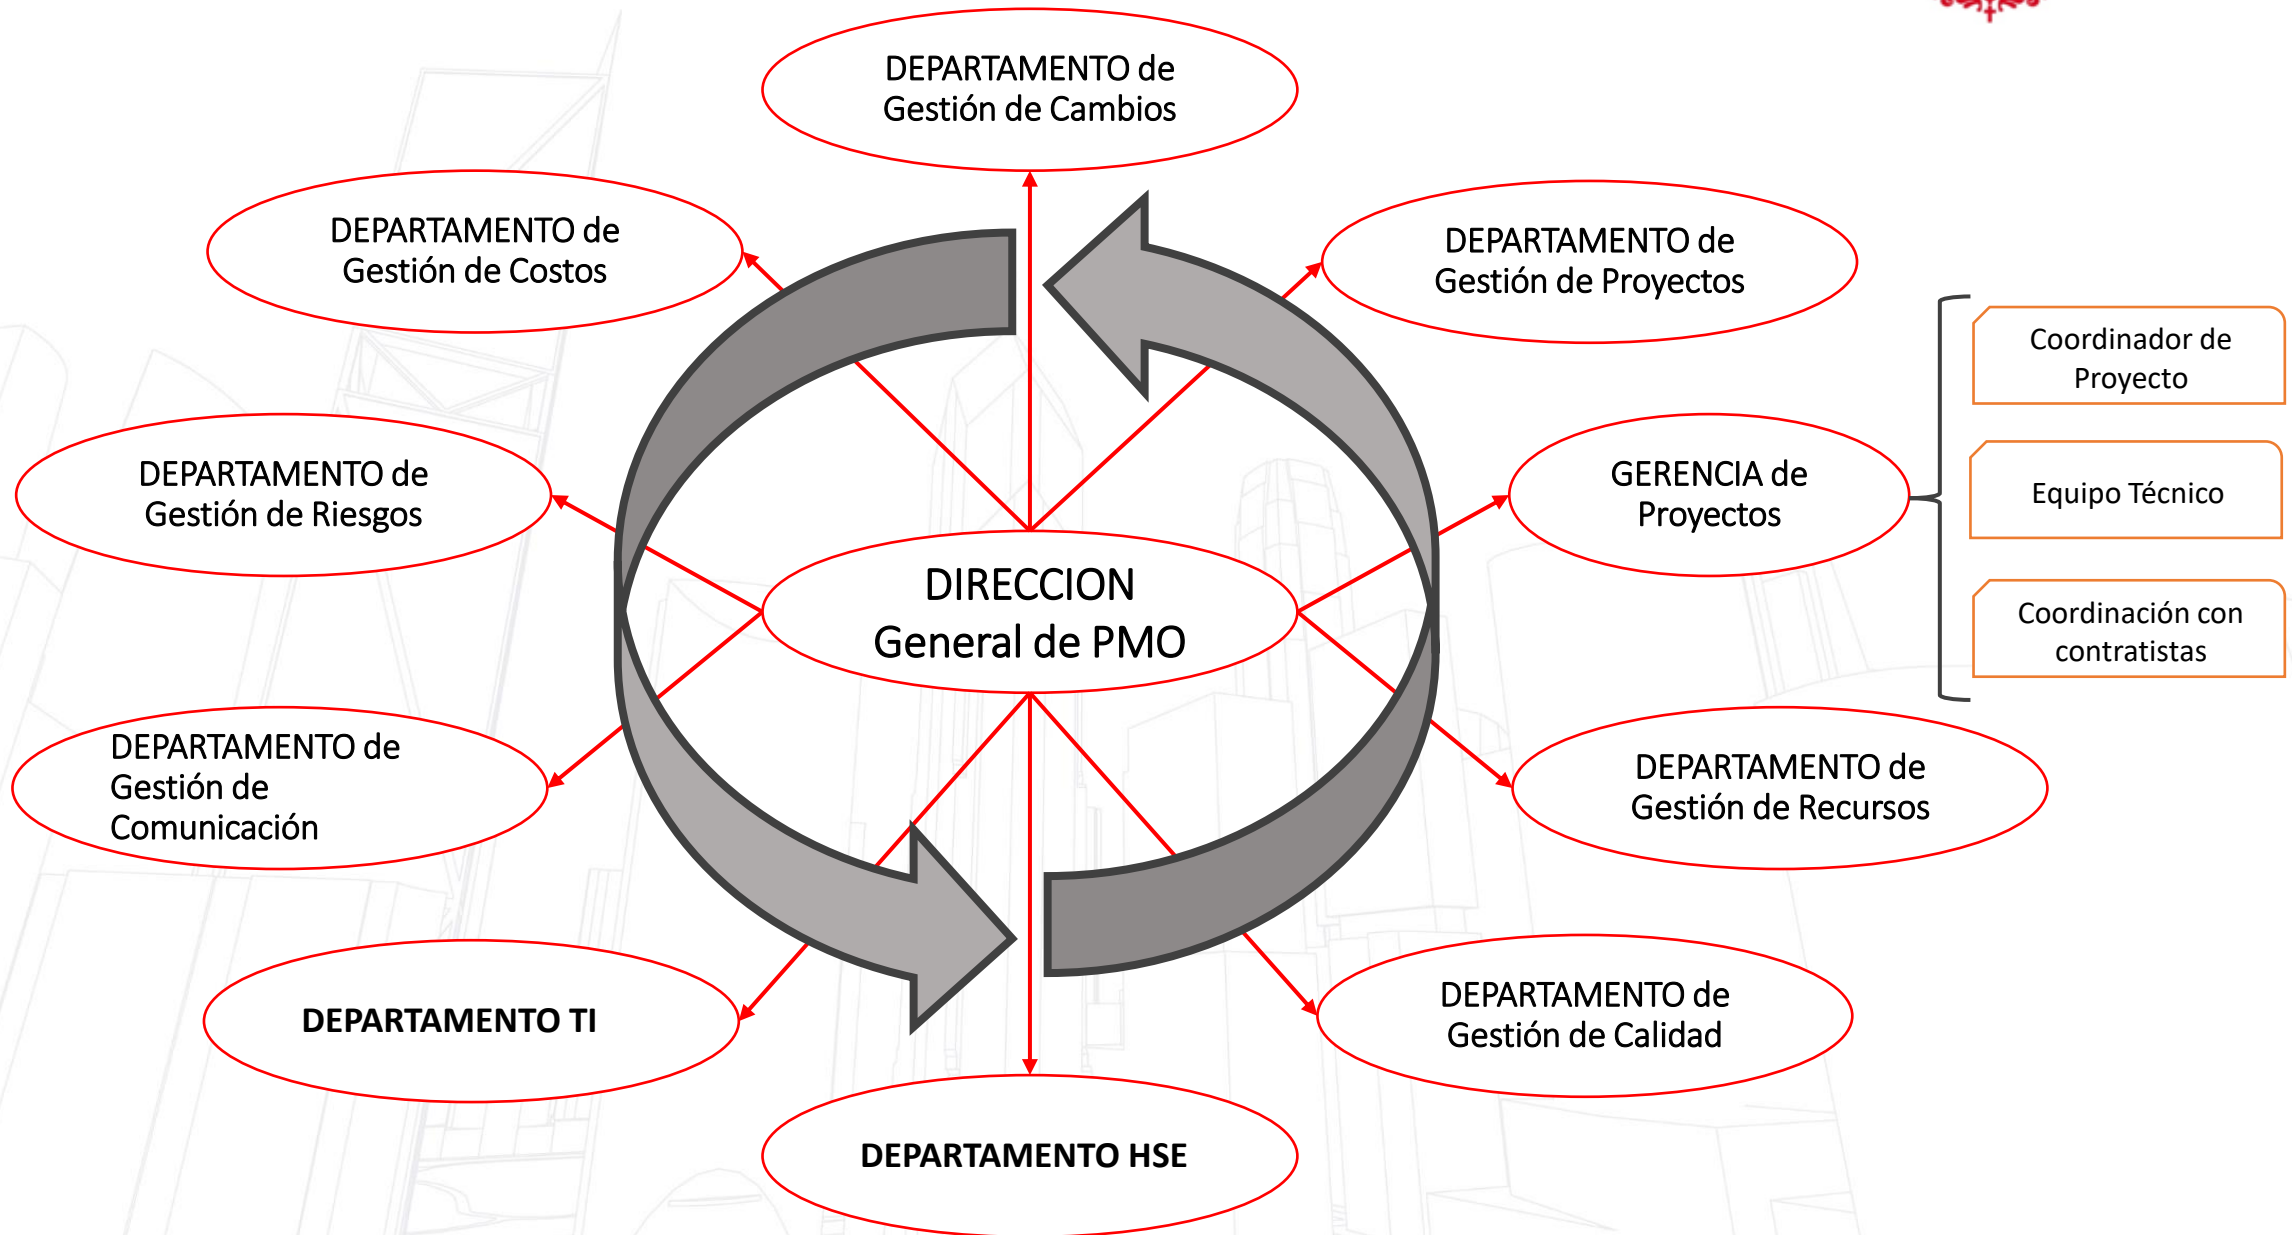 DEPARTAMENTO de
Gestión de Cambios
DEPARTAMENTO de
Gestión de Costos
DEPARTAMENTO de
Gestión de Proyectos
Coordinador de
Proyecto
DEPARTAMENTO de
Gestión de Riesgos
GERENCIA de
Proyectos
Equipo Técnico
DIRECCION
General de PMO
Coordinación con
contratistas
DEPARTAMENTO de
Gestión de
Comunicación
DEPARTAMENTO de
Gestión de Recursos
DEPARTAMENTO TI
DEPARTAMENTO de
Gestión de Calidad
DEPARTAMENTO HSE